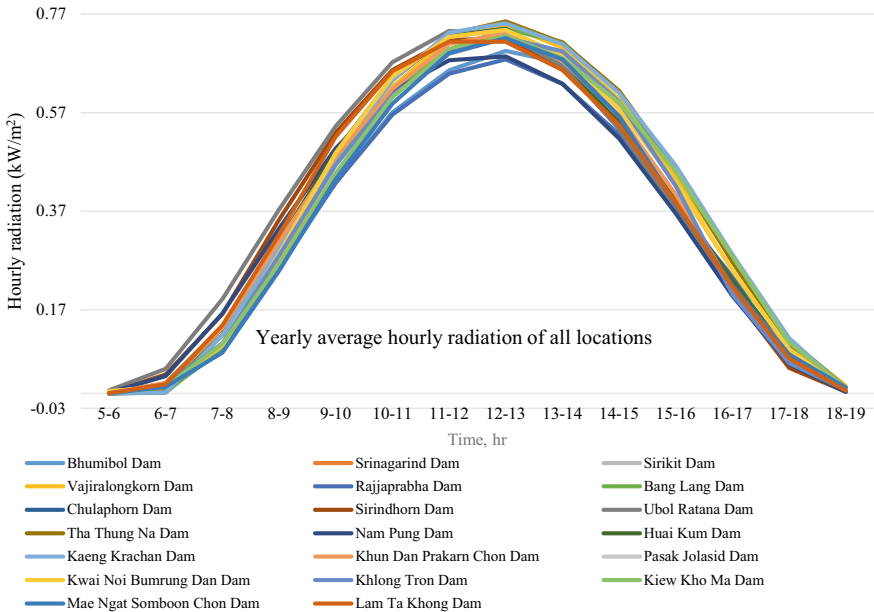 0.77
0.57
0.37
0.17
-0.03
Hourly radiation (kW/m²)
Yearly average hourly radiation of all locations
5-6 6-7 7-8 8-9 9-10 10-11 11-12 12-13 13-14 14-15 15-16 16-17 17-18 18-19
Time, hr
Bhumibol Dam Srinagarind Dam Sirikit Dam
Vajiralongkorn Dam Rajjaprabha Dam Bang Lang Dam
Chulaphorn Dam Sirindhorn Dam Ubol Ratana Dam
Tha Thung Na Dam Nam Pung Dam Huai Kum Dam
Kaeng Krachan Dam Khun Dan Prakarn Chon Dam Pasak Jolasid Dam
Kwai Noi Bumrung Dan Dam Khlong Tron Dam Kiew Kho Ma Dam
Mae Ngat Somboon Chon Dam Lam Ta Khong Dam